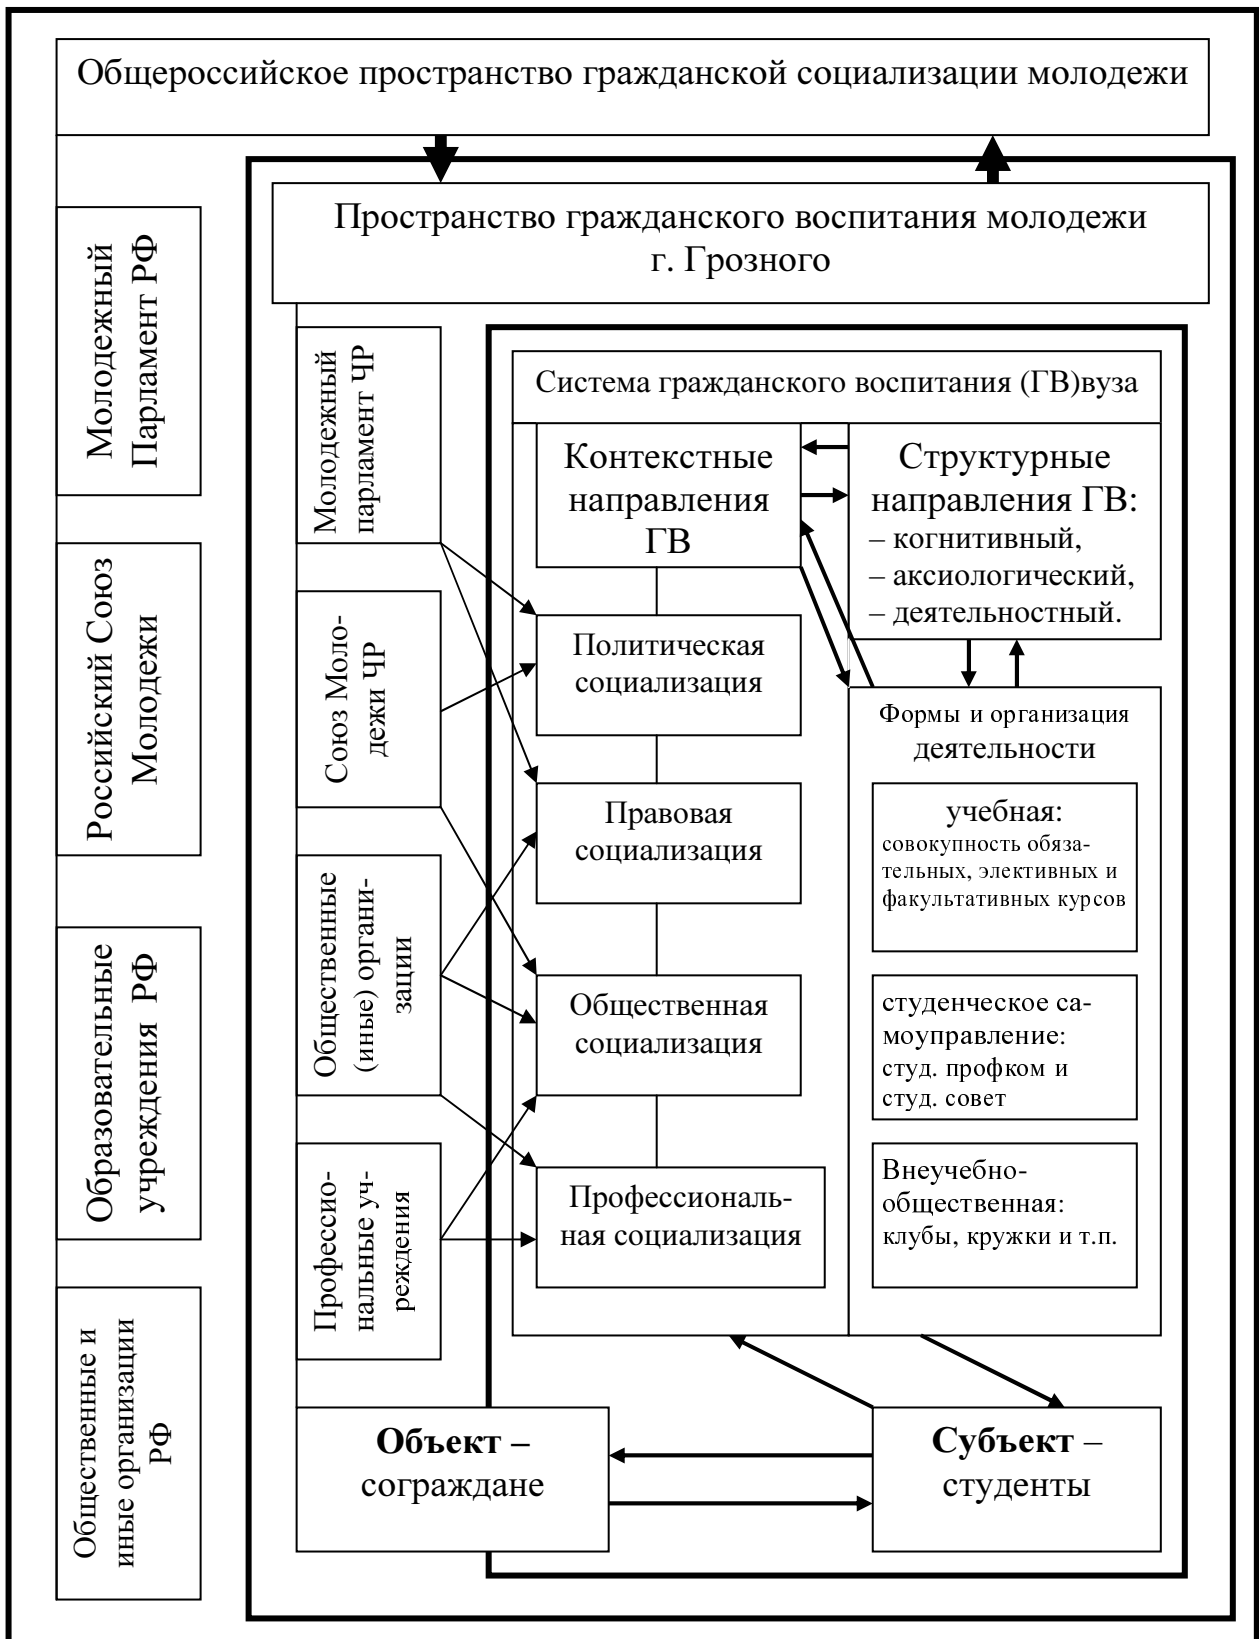 Общероссийское пространство гражданской социализации молодежи
Пространство гражданского воспитания молодежи
г. Грозного
Молодежный
Парламент РФ
Российский Союз
Молодежи
Образовательные
учреждения РФ
Общественные и
иные организации
РФ
Молодежный
парламент ЧР
Союз Моло-
дежи ЧР
Общественные
(иные) органи-
зации
Профессио-
нальные уч-
реждения
Система гражданского воспитания (ГВ)вуза
Контекстные
направления
ГВ
Структурные
направления ГВ:
– когнитивный,
– аксиологический,
– деятельностный.
Политическая
социализация
Правовая
социализация
Общественная
социализация
Профессиональ-
ная социализация
Формы и организация
деятельности
учебная:
совокупность обяза-
тельных, элективных и
факультативных курсов
студенческое са-
моуправление:
студ. профком и
студ. совет
Внеучебно-
общественная:
клубы, кружки и т.п.
Объект –
сограждане
Субъект –
студенты